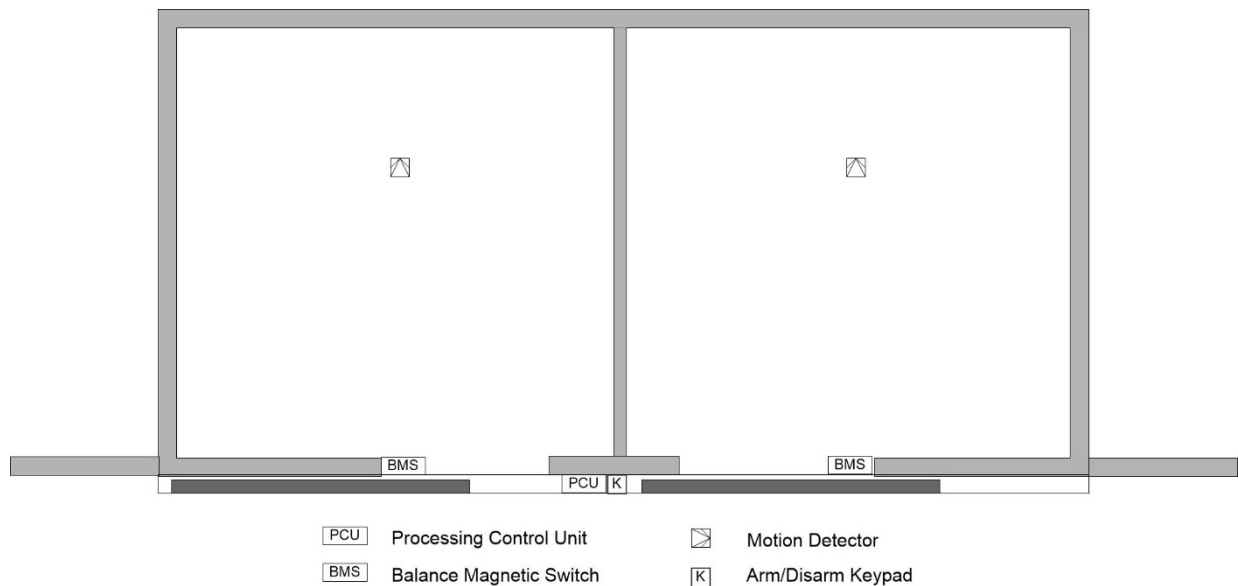 BMS
BMS
PCU K
PCU Processing Control Unit
Motion Detector
BMS Balance Magnetic Switch
K Arm/Disarm Keypad